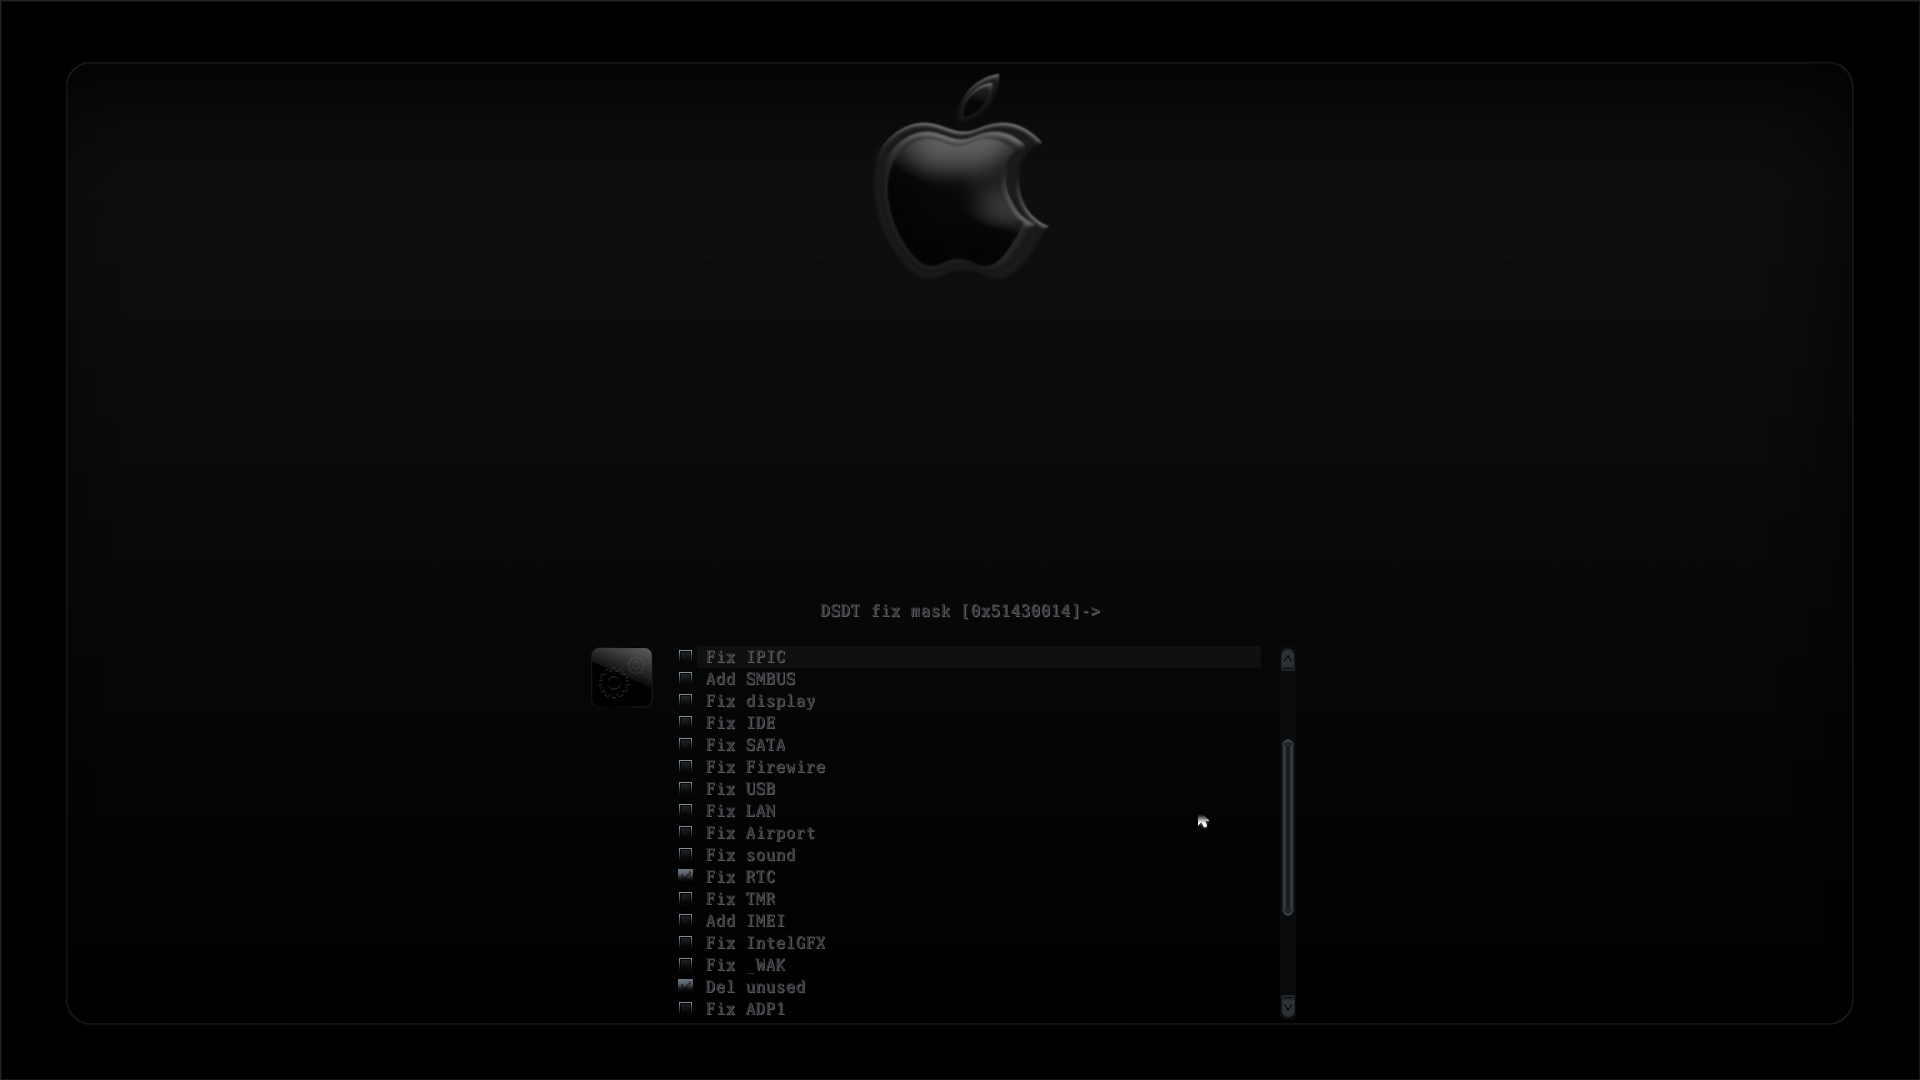 DSDT fix mask [0x51430014]->
Fix IPIC
Add SMBUS
Fix display
Fix IDE
Fix SATA
Fix Firewire
Fix USB
Fix LAN
Fix Airport
Fix sound
Fix RTC
Fix TMR
Add IMEI
Fix IntelGFX
Fix _WAK
Del unused
Fix ADP1